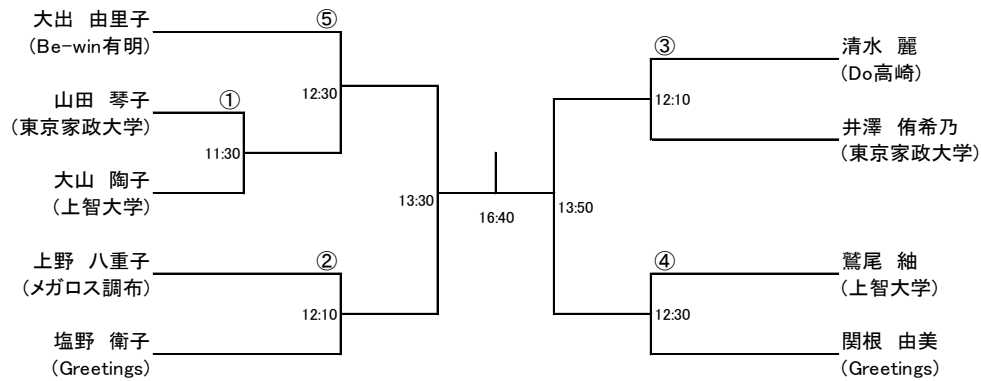 大出　由里子
(Be-win有明)
⑤
12:30
山田　琴子
(東京家政大学)
①
11:30
大山　陶子
(上智大学)
13:30
上野　八重子
(メガロス調布)
②
12:10
塩野　衛子
(Greetings)
16:40
③
清水　麗
(Do高崎)
12:10
井澤　侑希乃
(東京家政大学)
13:50
④
鷲尾　紬
(上智大学)
12:30
関根　由美
(Greetings)